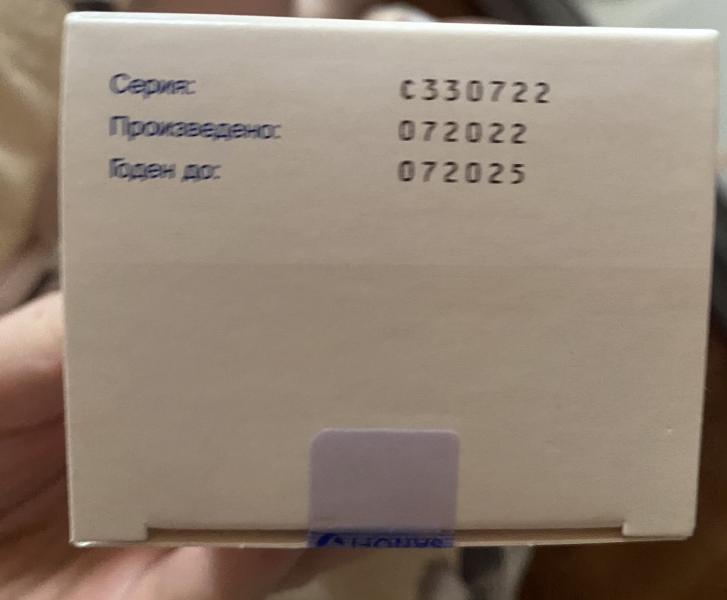 Серия: C330722
Произведено: 072022
Годен до: 072025